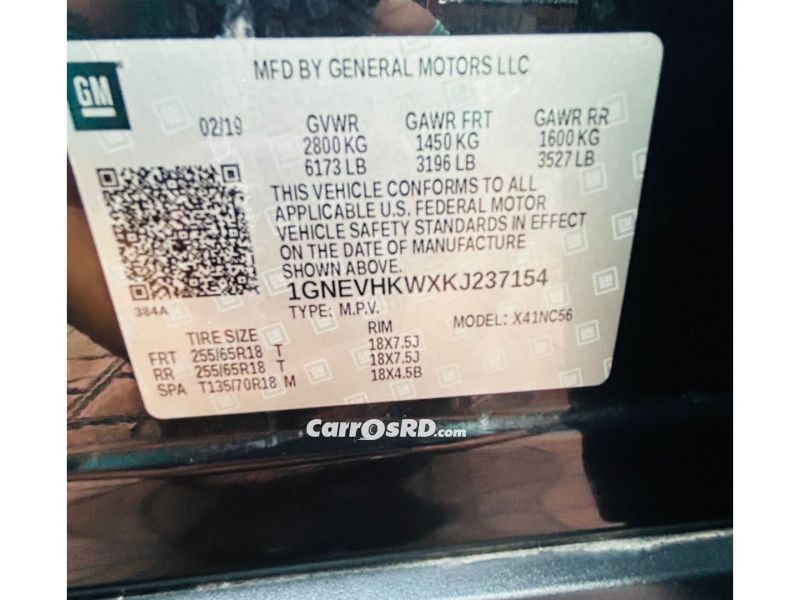 GM
MFD BY GENERAL MOTORS LLC
02/19 GVWR GAWR FRT GAWR RR
2800 KG 1450 KG 1600 KG
6173 LB 3196 LB 3527 LB
THIS VEHICLE CONFORMS TO ALL
APPLICABLE U.S. FEDERAL MOTOR
VEHICLE SAFETY STANDARDS IN EFFECT
ON THE DATE OF MANUFACTURE
SHOWN ABOVE.
1GNEVHKWXKJ237154
384A
TYPE: M.P.V. MODEL: X41NC56
TIRE SIZE RIM
FRT 255/65R18 T 18X7.5J
RR 255/65R18 T 18X7.5J
SPA T135/70R18 M 18X4.5B
CarrOsRD.com